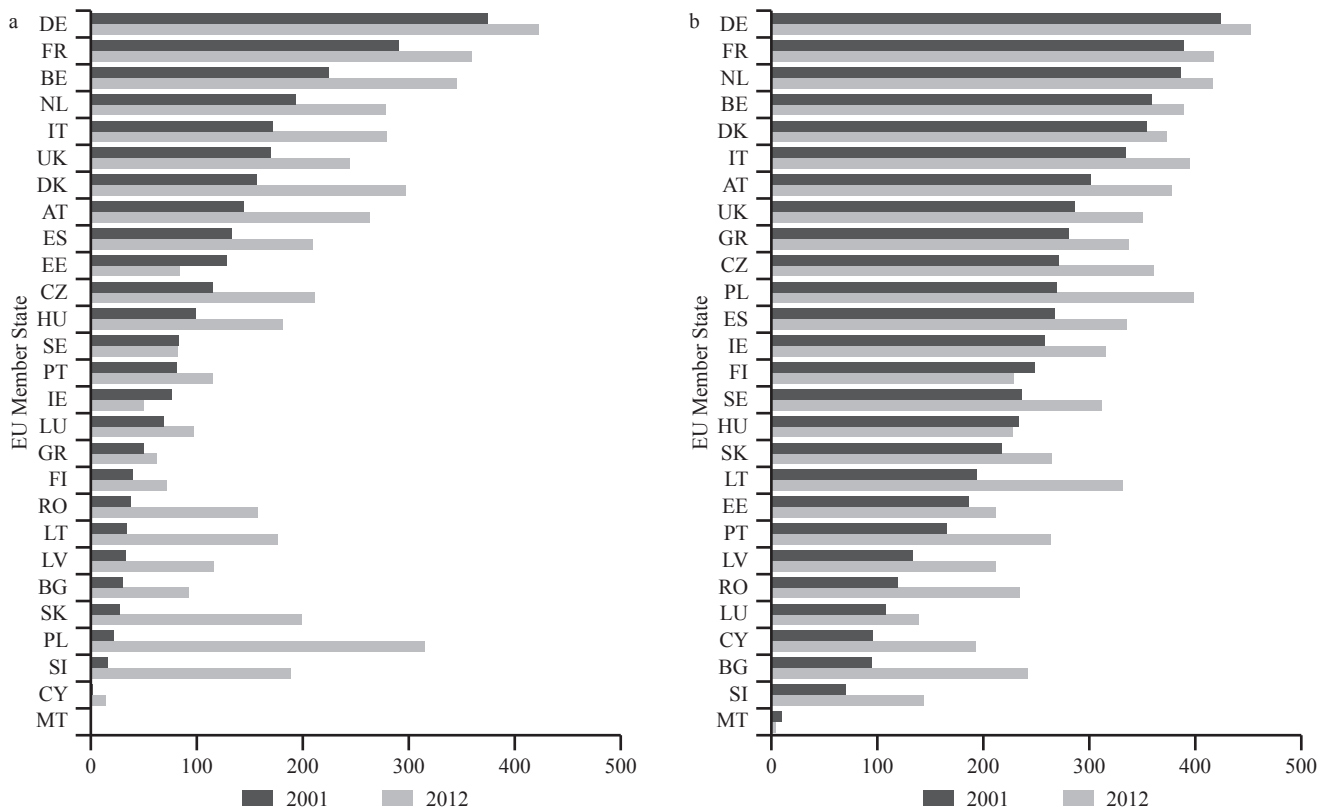 a
EU Member State
DE
FR
BE
NL
IT
UK
DK
AT
ES
EE
CZ
HU
SE
PT
IE
LU
GR
FI
RO
LT
LV
BG
SK
PL
SI
CY
MT
0 100 200 300 400 500
2001 2012
b
EU Member State
DE
FR
NL
BE
DK
IT
AT
UK
GR
CZ
PL
ES
IE
FI
SE
HU
SK
LT
EE
PT
LV
RO
LU
CY
BG
SI
MT
0 100 200 300 400 500
2001 2012